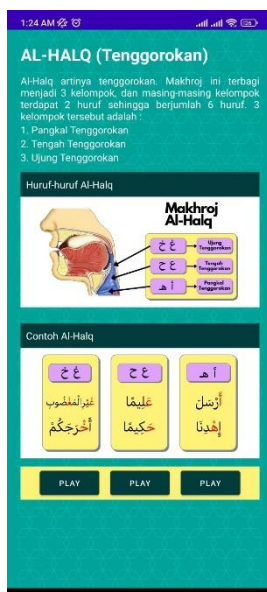 1:24 AM
AL-HALQ (Tenggorokan)
Al-Halq artinya tenggorokan. Makhroj ini terbagi
menjadi 3 kelompok, dan masing-masing kelompok
terdapat 2 huruf sehingga berjumlah 6 huruf. 3
kelompok tersebut adalah :
1. Pangkal Tenggorokan
2. Tengah Tenggorokan
3. Ujung Tenggorokan
Huruf-huruf Al-Halq
Makhroj
Al-Halq
غ خ
Ujung
Tenggorokan
ع ح
Tengah
Tenggorokan
أ هـ
Pangkal
Tenggorokan
Contoh Al-Halq
غ خ
غَيْرِالْمَغْضُوبِ
أَخْرَجَكُمْ
ع ح
عَلِيمًا
حَكِيمًا
أ هـ
أَرْسَلَ
إِهْدِنَا
PLAY
PLAY
PLAY